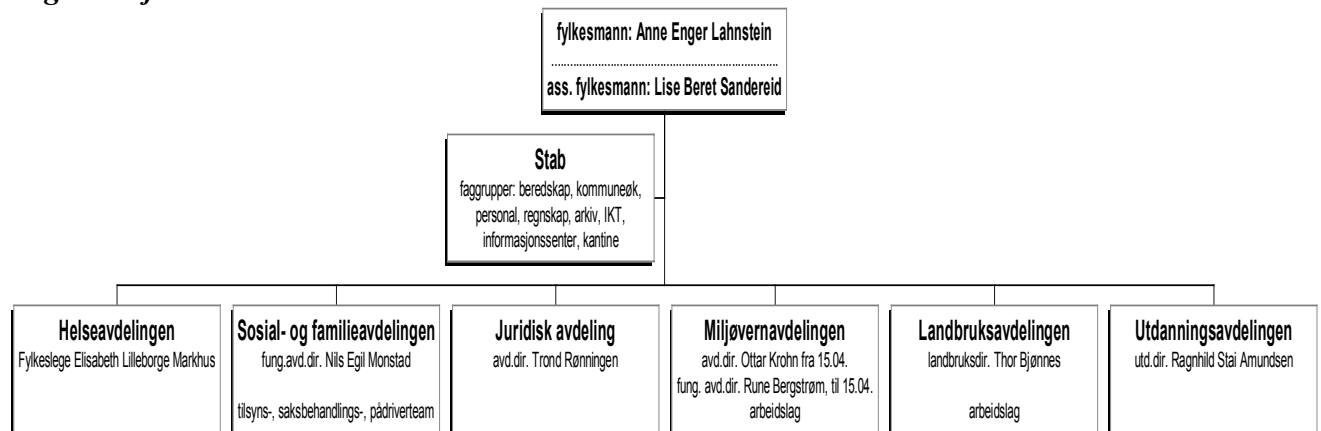 fylkesmann: Anne Enger Lahnstein
ass. fylkesmann: Lise Beret Sandereid
Stab
faggrupper: beredskap, kommuneøk,
personal, regnskap, arkiv, IKT,
informasjonssenter, kantine
Helseavdelingen
Fylkeslege Elisabeth Lilleborge Markhus
Sosial- og familieavdelingen
fung.avd.dir. Nils Egil Monstad
tilsyns-, saksbehandlings-, pådriverteam
Juridisk avdeling
avd.dir. Trond Rønningen
Miljøvernavdelingen
avd.dir. Ottar Krohn fra 15.04.
fung. avd.dir. Rune Bergstrøm, til 15.04.
arbeidslag
Landbruksavdelingen
landbruksdir. Thor Bjønnes
arbeidslag
Utdanningsavdelingen
utd.dir. Ragnhild Stai Amundsen